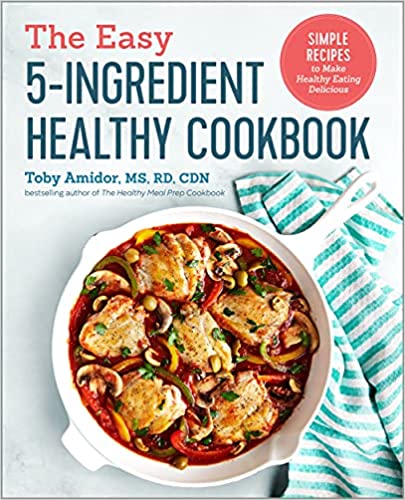 The Easy
5-INGREDIENT
HEALTHY COOKBOOK
SIMPLE
RECIPES
to Make
Healthy Eating
Delicious
Toby Amidor, MS, RD, CDN
bestselling author of The Healthy Meal Prep Cookbook